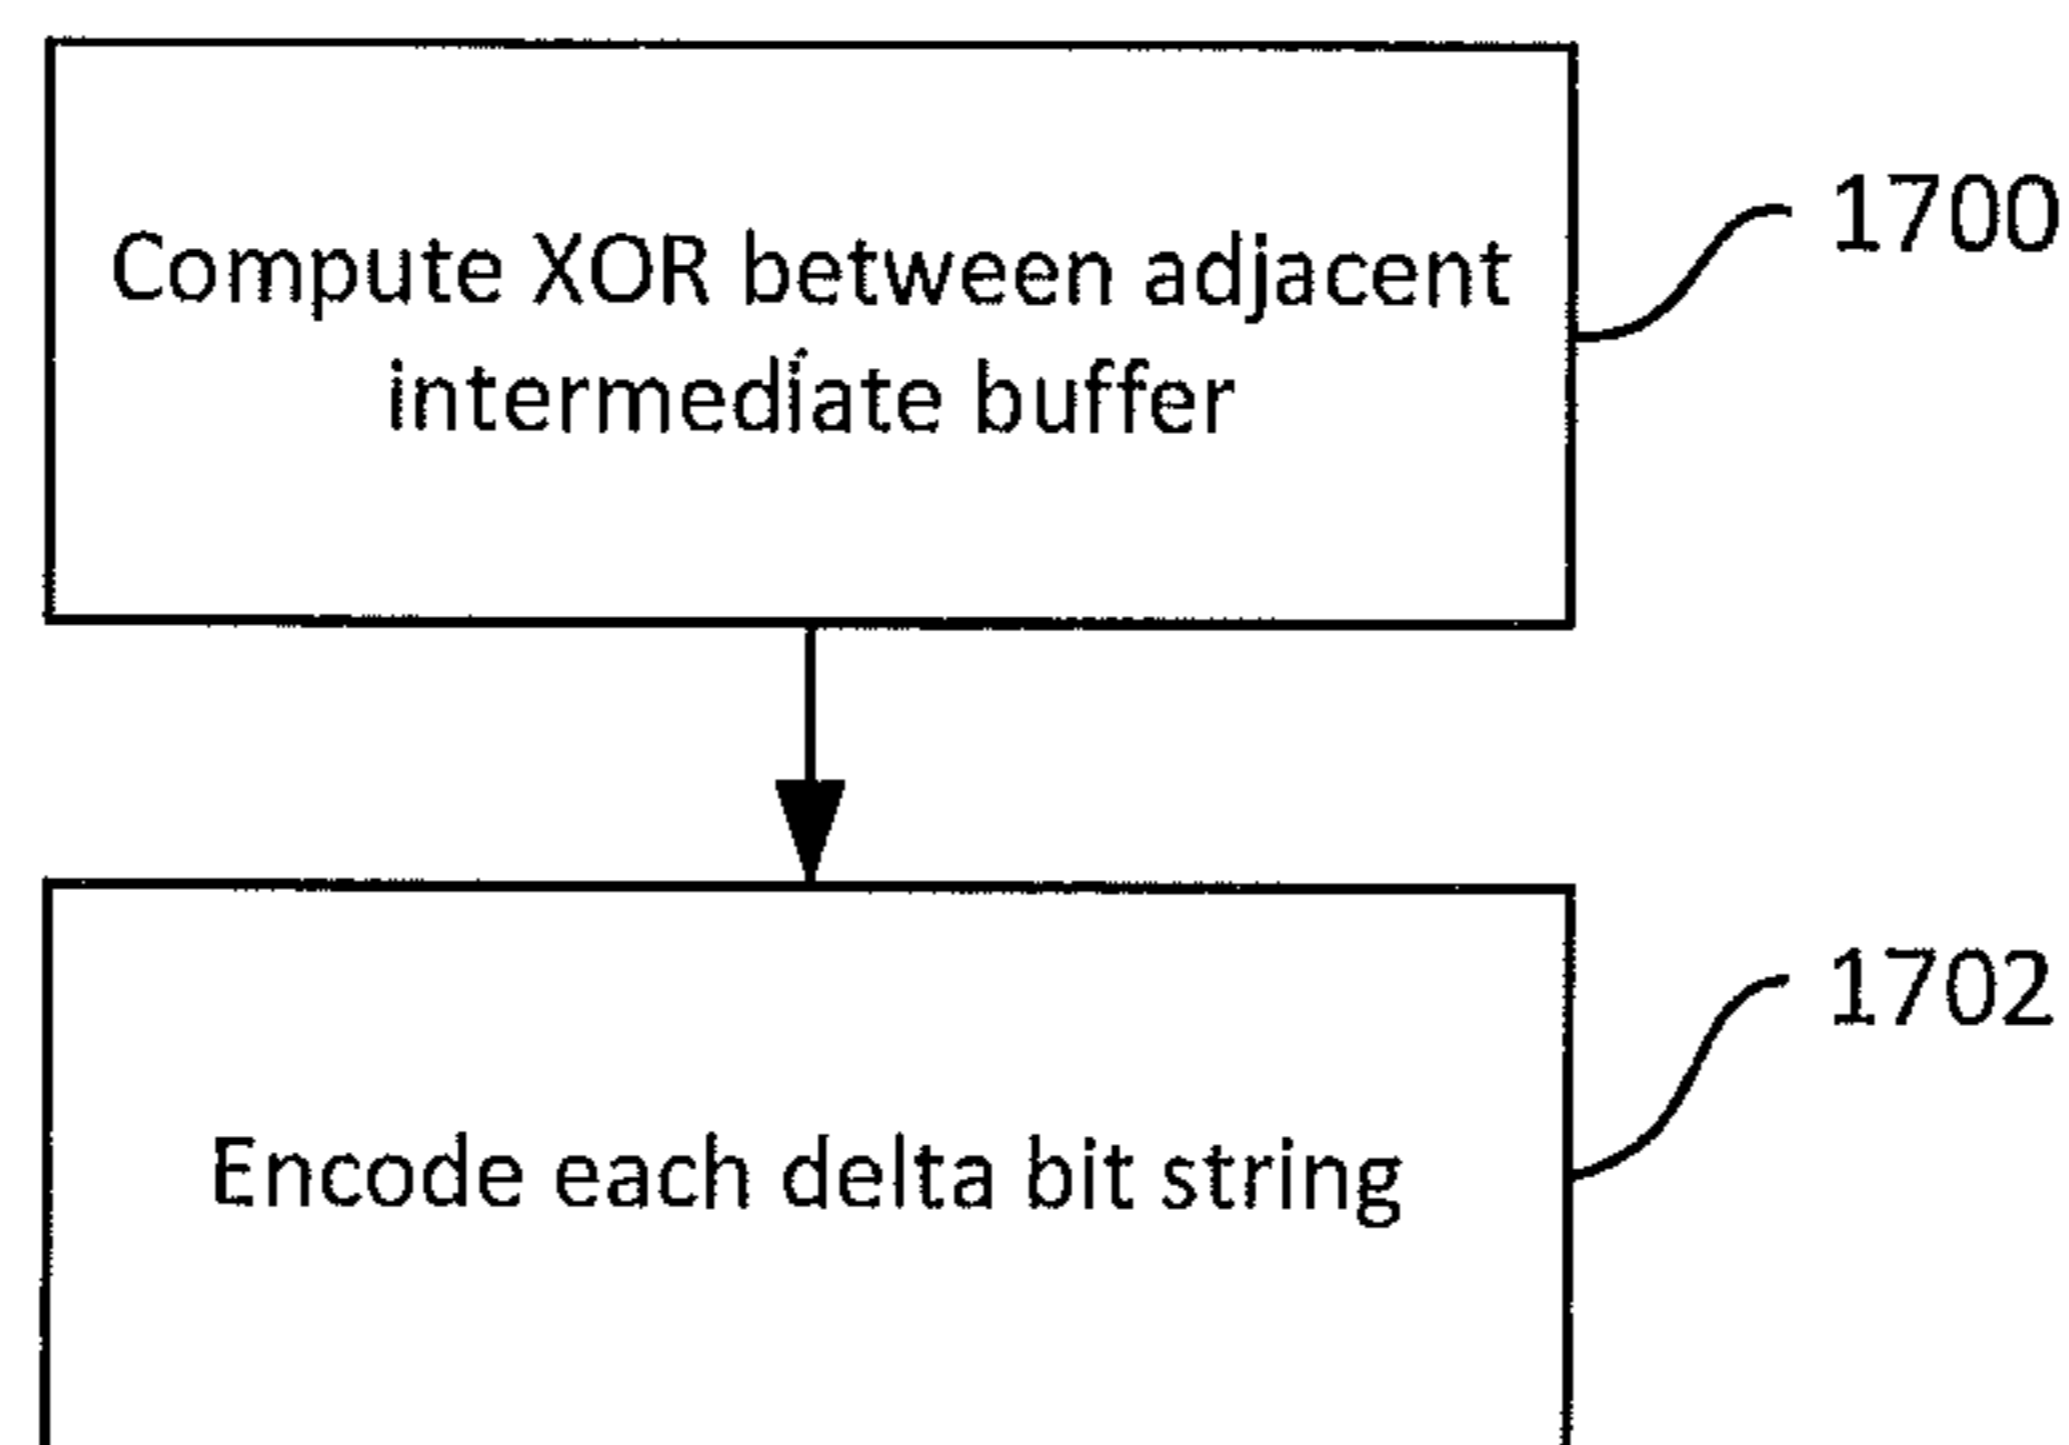 Compute XOR between adjacent
intermediate buffer
1700
Encode each delta bit string
1702